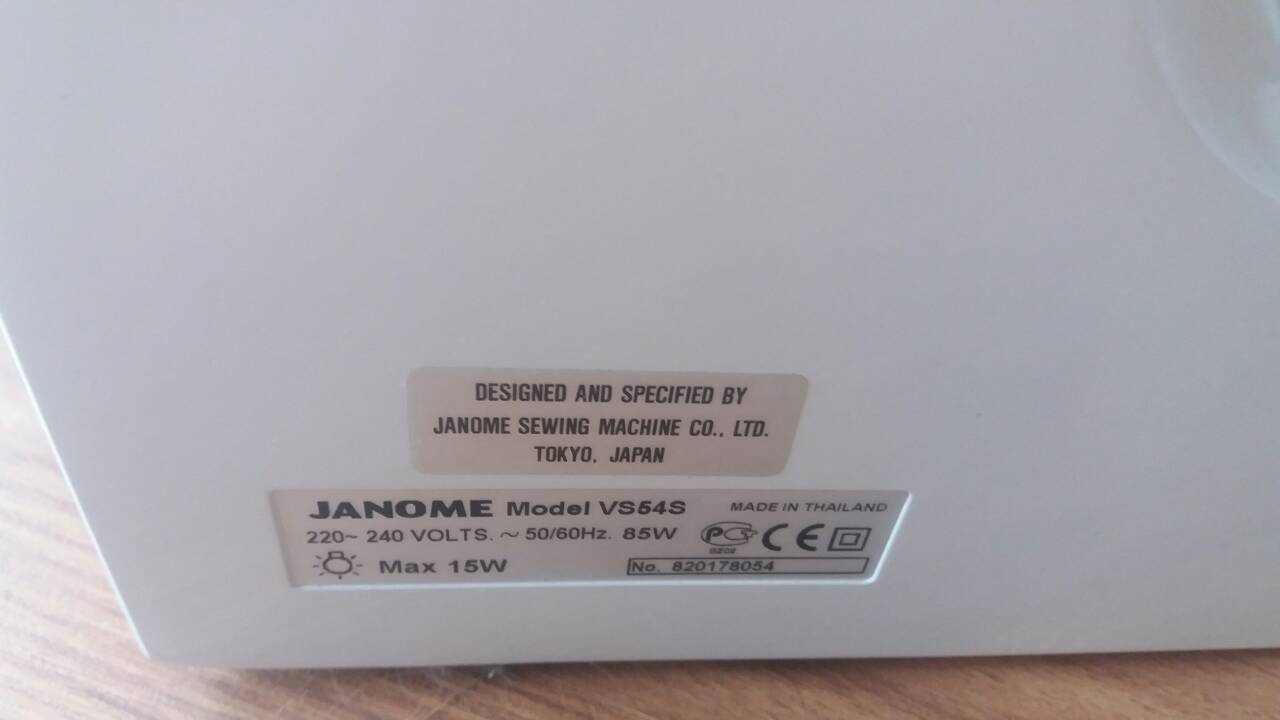 DESIGNED AND SPECIFIED BY
JANOME SEWING MACHINE CO., LTD.
TOKYO, JAPAN
JANOME Model VS54S MADE IN THAILAND
220~ 240 VOLTS. ~ 50/60Hz. 85W
Max 15W
No. 820178054